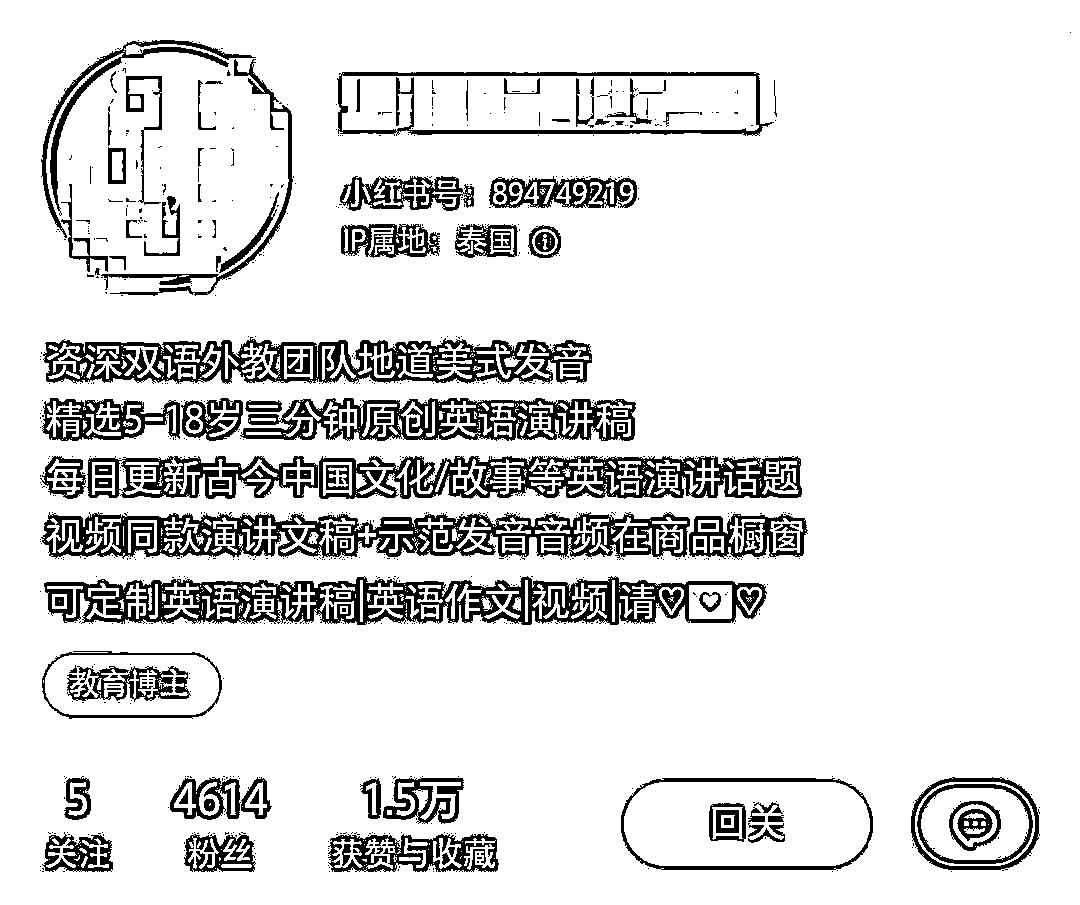 小红书号：894749219
IP属地：泰国
资深双语外教团队地道美式发音
精选5-18岁三分钟原创英语演讲稿
每日更新古今中国文化/故事等英语演讲话题
视频同款演讲文稿+示范发音音频在商品橱窗
可定制英语演讲稿|英语作文|视频|请♡💌♡
教育博主
5 4614 1.5万
关注 粉丝 获赞与收藏
回关